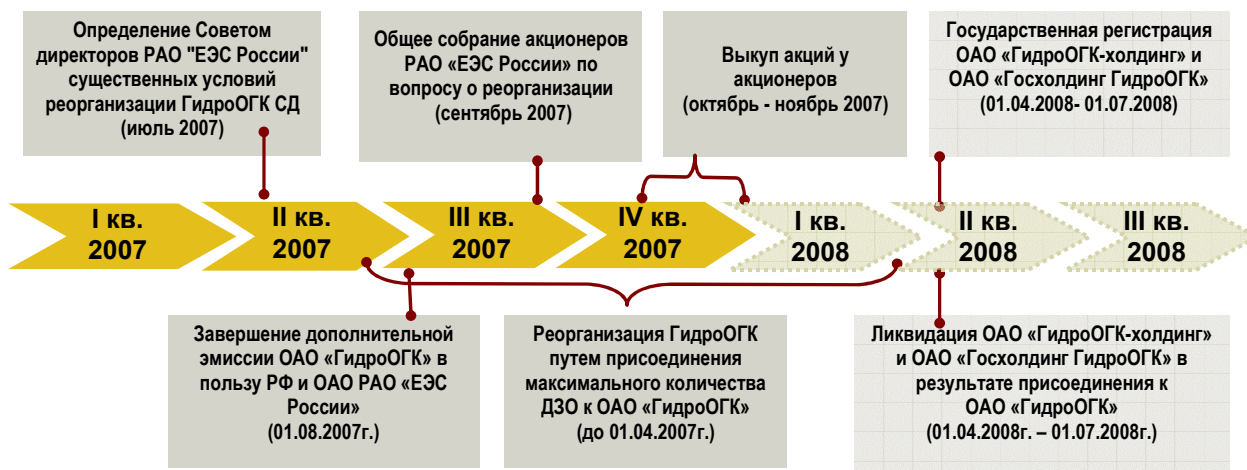 Определение Советом
директоров РАО "ЕЭС России"
существенных условий
реорганизации ГидроОГК СД
(июль 2007)
Общее собрание акционеров
РАО «ЕЭС России» по
вопросу о реорганизации
(сентябрь 2007)
Выкуп акций у
акционеров
(октябрь - ноябрь 2007)
Государственная регистрация
ОАО «ГидроОГК-холдинг» и
ОАО «Госхолдинг ГидроОГК»
(01.04.2008- 01.07.2008)
I кв.
2007
II кв.
2007
III кв.
2007
IV кв.
2007
I кв.
2008
II кв.
2008
III кв.
2008
Завершение дополнительной
эмиссии ОАО «ГидроОГК» в
пользу РФ и ОАО РАО «ЕЭС
России»
(01.08.2007г.)
Реорганизация ГидроОГК
путем присоединения
максимального количества
ДЗО к ОАО «ГидроОГК»
(до 01.04.2007г.)
Ликвидация ОАО «ГидроОГК-холдинг»
и ОАО «Госхолдинг ГидроОГК» в
результате присоединения к
ОАО «ГидроОГК»
(01.04.2008г. – 01.07.2008г.)